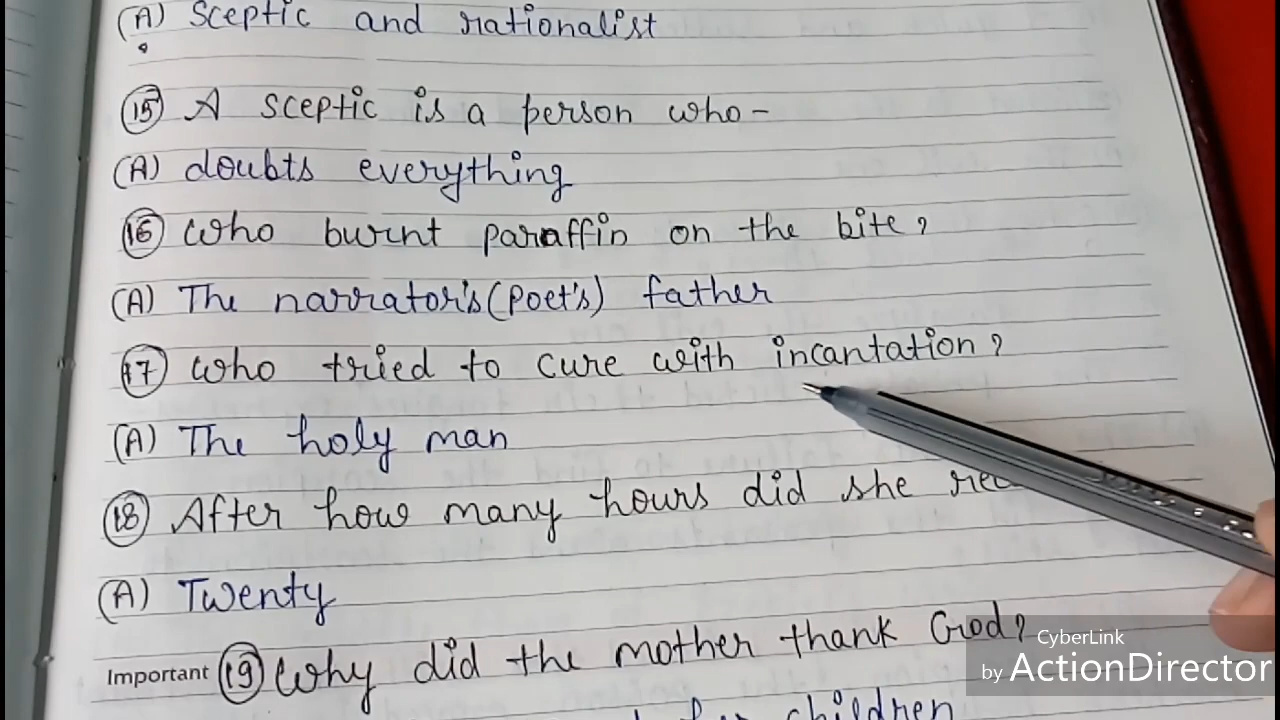 (A) Sceptic and rationalist
(15) A sceptic is a person who-
(A) doubts everything
(16) Who burnt paraffin on the bite?
(A) The narrator's (poet's) father
(17) Who tried to cure with incantation?
(A) The holy man
(18) After how many hours did she
(A) Twenty
Important (19) Why did the mother thank God?
children
CyberLink
by ActionDirector